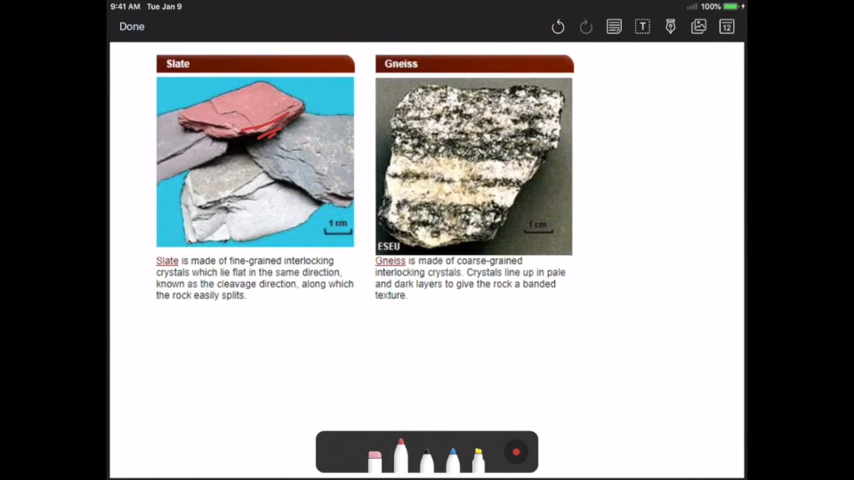 9:41 AM Tue Jan 9
100%
Done
T
12
Slate
Gneiss
1 cm
1 cm
ESEU
Slate is made of fine-grained interlocking
crystals which lie flat in the same direction,
known as the cleavage direction, along which
the rock easily splits.
Gneiss is made of coarse-grained
interlocking crystals. Crystals line up in pale
and dark layers to give the rock a banded
texture.